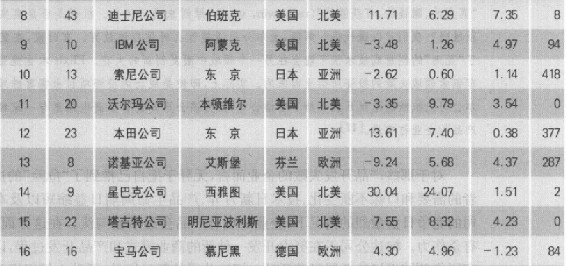 8 43 迪士尼公司 伯班克 美国 北美 11.71 6.29 7.35 8
9 10 IBM公司 阿蒙克 美国 北美 -3.48 1.26 4.97 94
10 13 索尼公司 东 京 日本 亚洲 -2.62 0.60 1.14 418
11 20 沃尔玛公司 本顿维尔 美国 北美 -3.35 9.79 3.54 0
12 23 本田公司 东 京 日本 亚洲 13.61 7.40 0.38 377
13 8 诺基亚公司 艾斯堡 芬兰 欧洲 -9.24 5.68 4.37 287
14 9 星巴克公司 西雅图 美国 北美 30.04 24.07 1.51 2
15 22 塔吉特公司 明尼亚波利斯 美国 北美 7.55 8.32 4.23 0
16 16 宝马公司 慕尼黑 德国 欧洲 4.30 4.96 -1.23 84